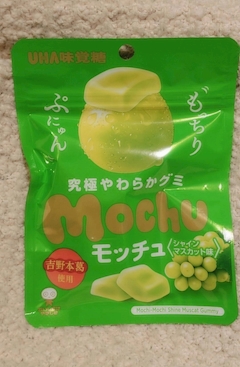 UHA味覚糖
もっちり
ぷにゅん
究極やわらかグミ
Mochu
モッチュ
シャイン
マスカット味
吉野本葛
使用
Mochi-Mochi Shine Muscat Gummy